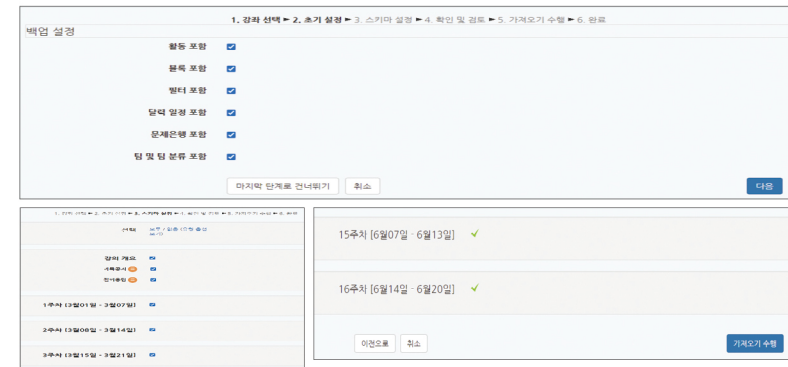 1. 강좌 선택 ► 2. 초기 설정 ► 3. 스키마 설정 ► 4. 확인 및 검토 ► 5. 가져오기 수행 ► 6. 완료
백업 설정
활동 포함
블록 포함
필터 포함
달력 일정 포함
문제은행 포함
팀 및 팀 분류 포함
마지막 단계로 건너뛰기 취소 다음
선택
강의 개요
1주차 [3월01일 - 3월07일]
2주차 [3월08일 - 3월14일]
3주차 [3월15일 - 3월21일]
15주차 [6월07일 - 6월13일]
16주차 [6월14일 - 6월20일]
이전으로 취소 가져오기 수행